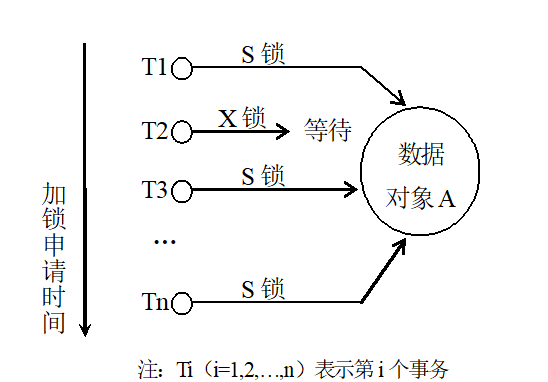 S 锁
T1
X 锁
T2
等待
数据
对象 A
S 锁
T3
…
S 锁
Tn
加锁申请时间
注：Ti（i=1,2,…,n）表示第 i 个事务